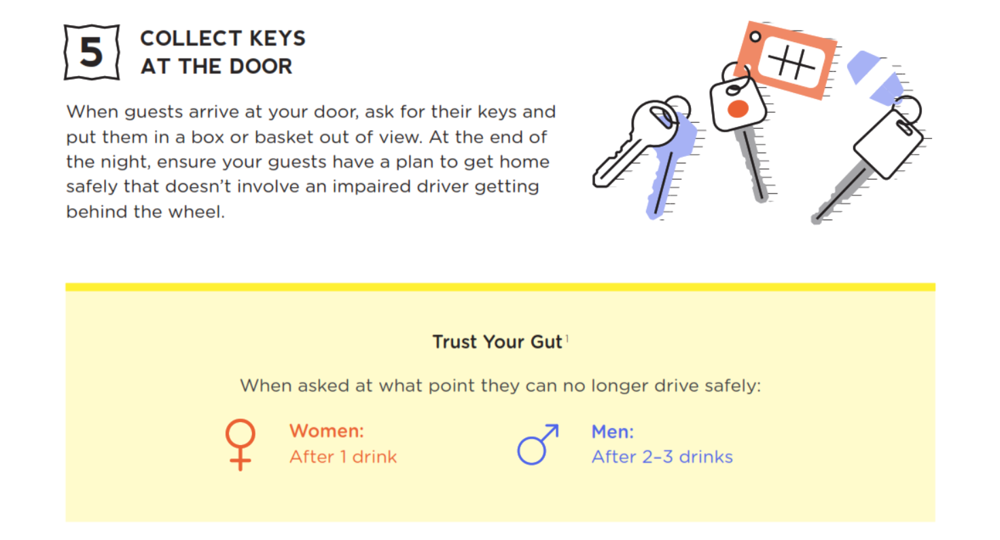 5
COLLECT KEYS
AT THE DOOR
When guests arrive at your door, ask for their keys and
put them in a box or basket out of view. At the end of
the night, ensure your guests have a plan to get home
safely that doesn’t involve an impaired driver getting
behind the wheel.
Trust Your Gut¹
When asked at what point they can no longer drive safely:
Women:
After 1 drink
Men:
After 2–3 drinks